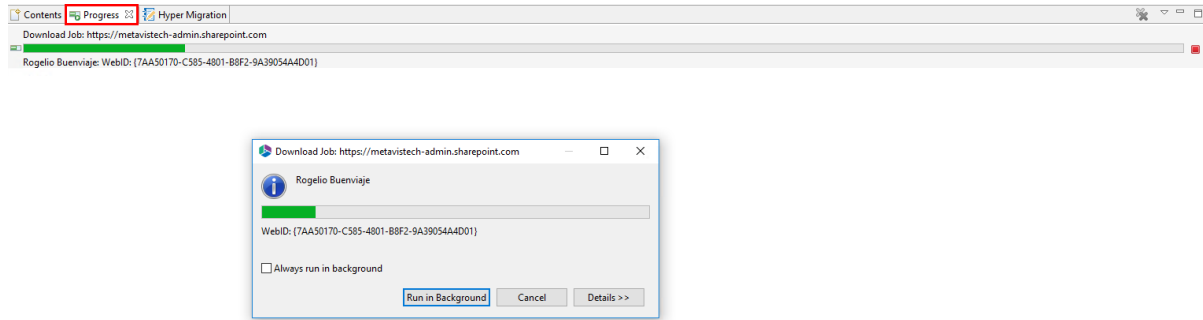 Contents Progress Hyper Migration
Download Job: https://metavistech-admin.sharepoint.com
Rogelio Buenviaje: WebID: {7AA50170-C585-4801-B8F2-9A39054A4D01}
Download Job: https://metavistech-admin.sharepoint.com
Rogelio Buenviaje
WebID: {7AA50170-C585-4801-B8F2-9A39054A4D01}
Always run in background
Run in Background Cancel Details >>